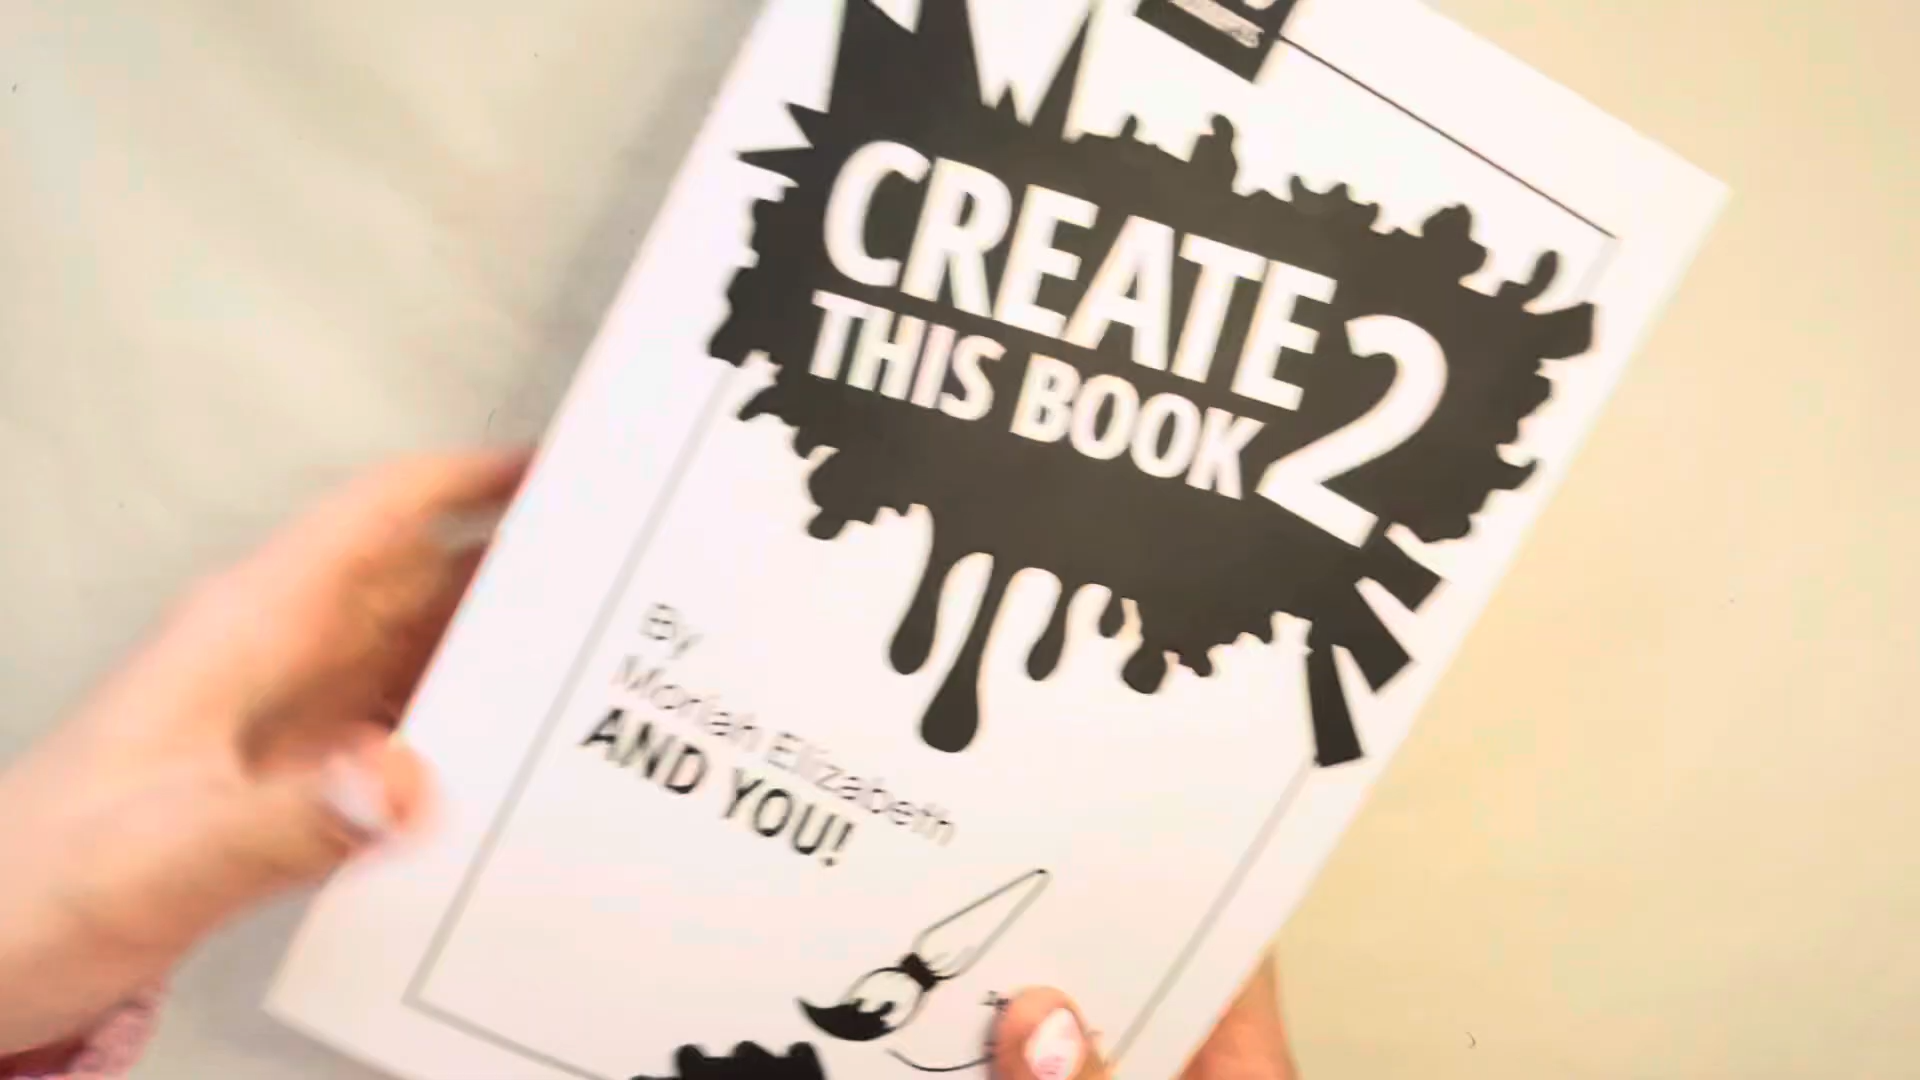 CREATE
THIS BOOK 2
By
Moriah Elizabeth
AND YOU!